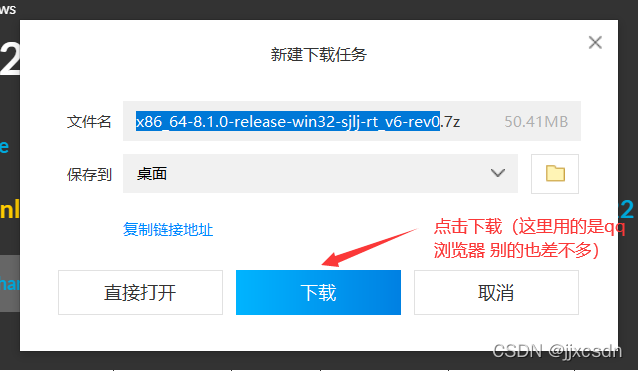 ws
2
新建下载任务
文件名
x86_64-8.1.0-release-win32-sjlj-rt_v6-rev0.7z
50.41MB
e
保存到
桌面
nl
2
复制链接地址
点击下载（这里用的是qq
浏览器 别的也差不多）
har
直接打开
下载
取消
CSDN @jjxcsdn